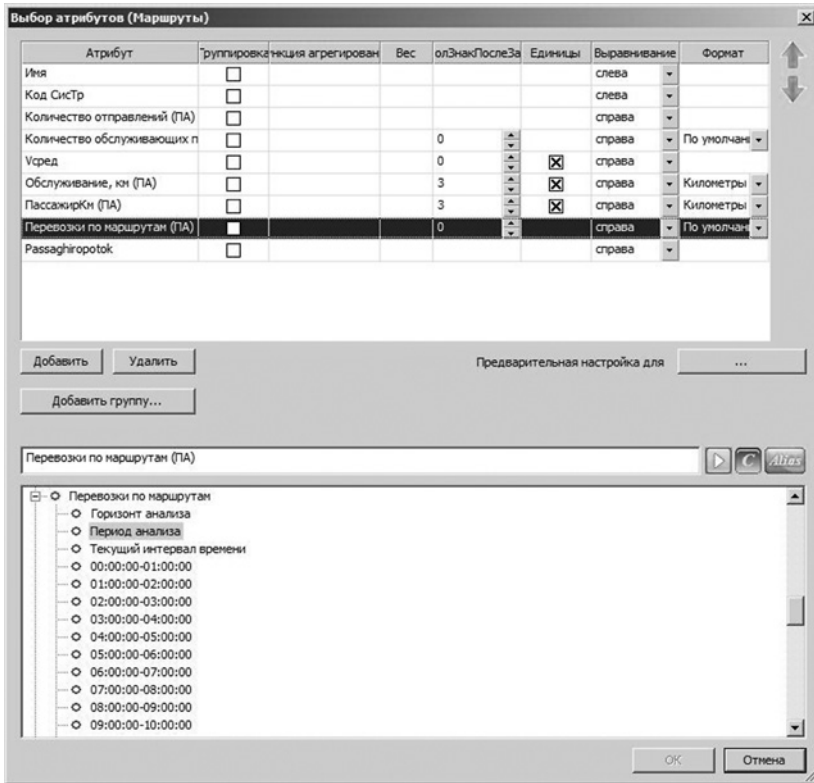 Выбор атрибутов (Маршруты)
Атрибут Группировка нкция агрегирован Вес олЗнакПослеЗа Единицы Выравнивание Формат
Имя слева
Код СисТр слева
Количество отправлений (ПА) справа
Количество обслуживающих п 0 справа По умолчани
Vсред 0 справа
Обслуживание, км (ПА) 3 справа Километры
ПассажирКм (ПА) 3 справа Километры
Перевозки по маршрутам (ПА) 0 справа По умолчани
Passaghiropotok справа
Добавить Удалить Предварительная настройка для ...
Добавить группу...
Перевозки по маршрутам (ПА) C Alias
Перевозки по маршрутам
Горизонт анализа
Период анализа
Текущий интервал времени
00:00:00-01:00:00
01:00:00-02:00:00
02:00:00-03:00:00
03:00:00-04:00:00
04:00:00-05:00:00
05:00:00-06:00:00
06:00:00-07:00:00
07:00:00-08:00:00
08:00:00-09:00:00
09:00:00-10:00:00
OK Отмена